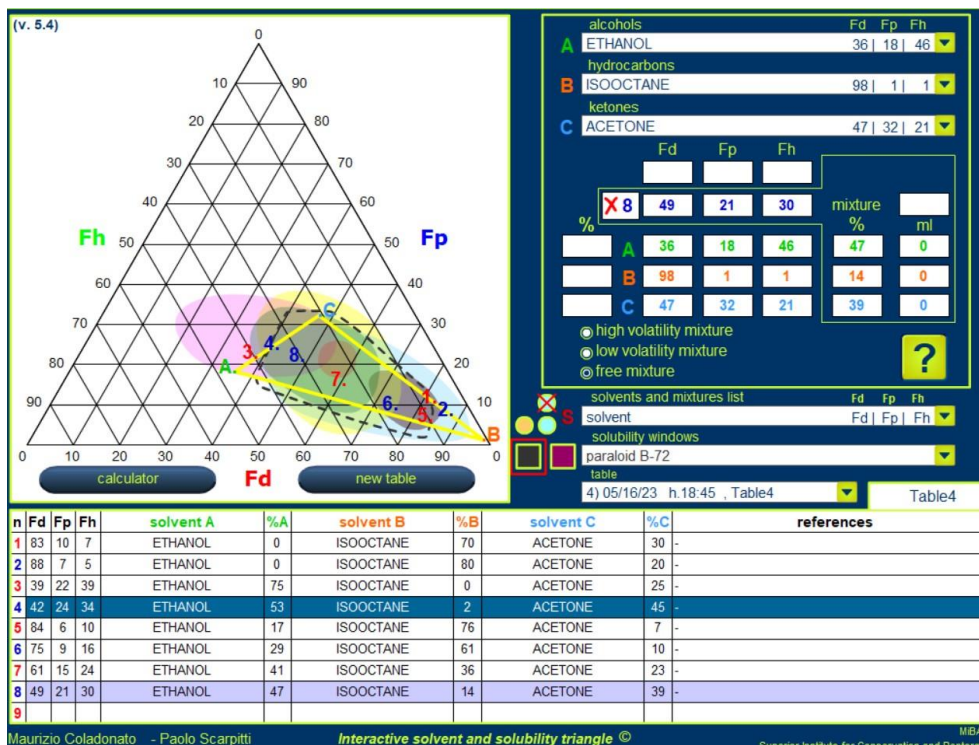 (v. 5.4)
0
10 90
20 80
30 70
40 60
Fh 50 50 Fp
60 40
70 C 30
3. 4. 8.
80 A. 7. 20
1.
90 6. 5. 2. 10
B
0 10 20 30 40 50 60 70 80 90 0
calculator Fd new table
alcohols Fd Fp Fh
A ETHANOL 36| 18| 46
hydrocarbons
B ISOOCTANE 98| 1| 1
ketones
C ACETONE 47| 32| 21
Fd Fp Fh
X 8 49 21 30 mixture
% % ml
A 36 18 46 47 0
B 98 1 1 14 0
C 47 32 21 39 0
high volatility mixture
low volatility mixture
free mixture
?
solvents and mixtures list Fd Fp Fh
S solvent Fd| Fp| Fh
solubility windows
paraloid B-72
table
4) 05/16/23 h.18:45 , Table4 Table4
n Fd Fp Fh solvent A %A solvent B %B solvent C %C references
1 83 10 7 ETHANOL 0 ISOOCTANE 70 ACETONE 30 -
2 88 7 5 ETHANOL 0 ISOOCTANE 80 ACETONE 20 -
3 39 22 39 ETHANOL 75 ISOOCTANE 0 ACETONE 25 -
4 42 24 34 ETHANOL 53 ISOOCTANE 2 ACETONE 45 -
5 84 6 10 ETHANOL 17 ISOOCTANE 76 ACETONE 7 -
6 75 9 16 ETHANOL 29 ISOOCTANE 61 ACETONE 10 -
7 61 15 24 ETHANOL 41 ISOOCTANE 36 ACETONE 23 -
8 49 21 30 ETHANOL 47 ISOOCTANE 14 ACETONE 39 -
9
Maurizio Coladonato - Paolo Scarpitti Interactive solvent and solubility triangle ©